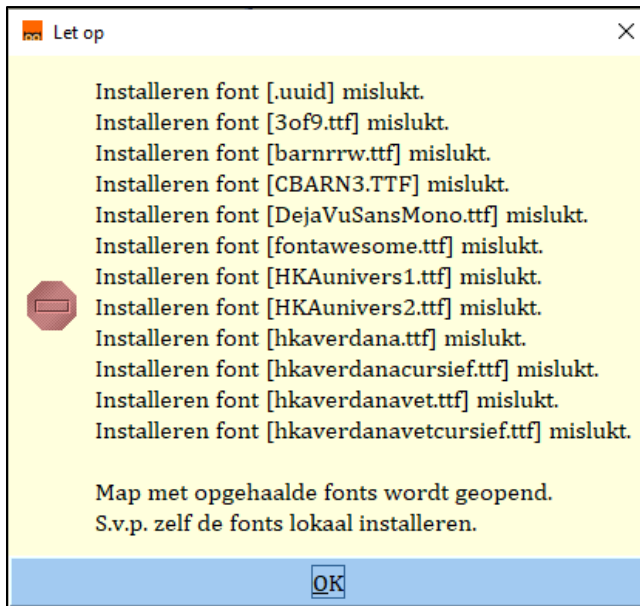 Let op
Installeren font [.uuid] mislukt.
Installeren font [3of9.ttf] mislukt.
Installeren font [barnrrw.ttf] mislukt.
Installeren font [CBARN3.TTF] mislukt.
Installeren font [DejaVuSansMono.ttf] mislukt.
Installeren font [fontawesome.ttf] mislukt.
Installeren font [HKAunivers1.ttf] mislukt.
Installeren font [HKAunivers2.ttf] mislukt.
Installeren font [hkaverdana.ttf] mislukt.
Installeren font [hkaverdanacursief.ttf] mislukt.
Installeren font [hkaverdanavet.ttf] mislukt.
Installeren font [hkaverdanavetcursief.ttf] mislukt.
Map met opgehaalde fonts wordt geopend.
S.v.p. zelf de fonts lokaal installeren.
OK